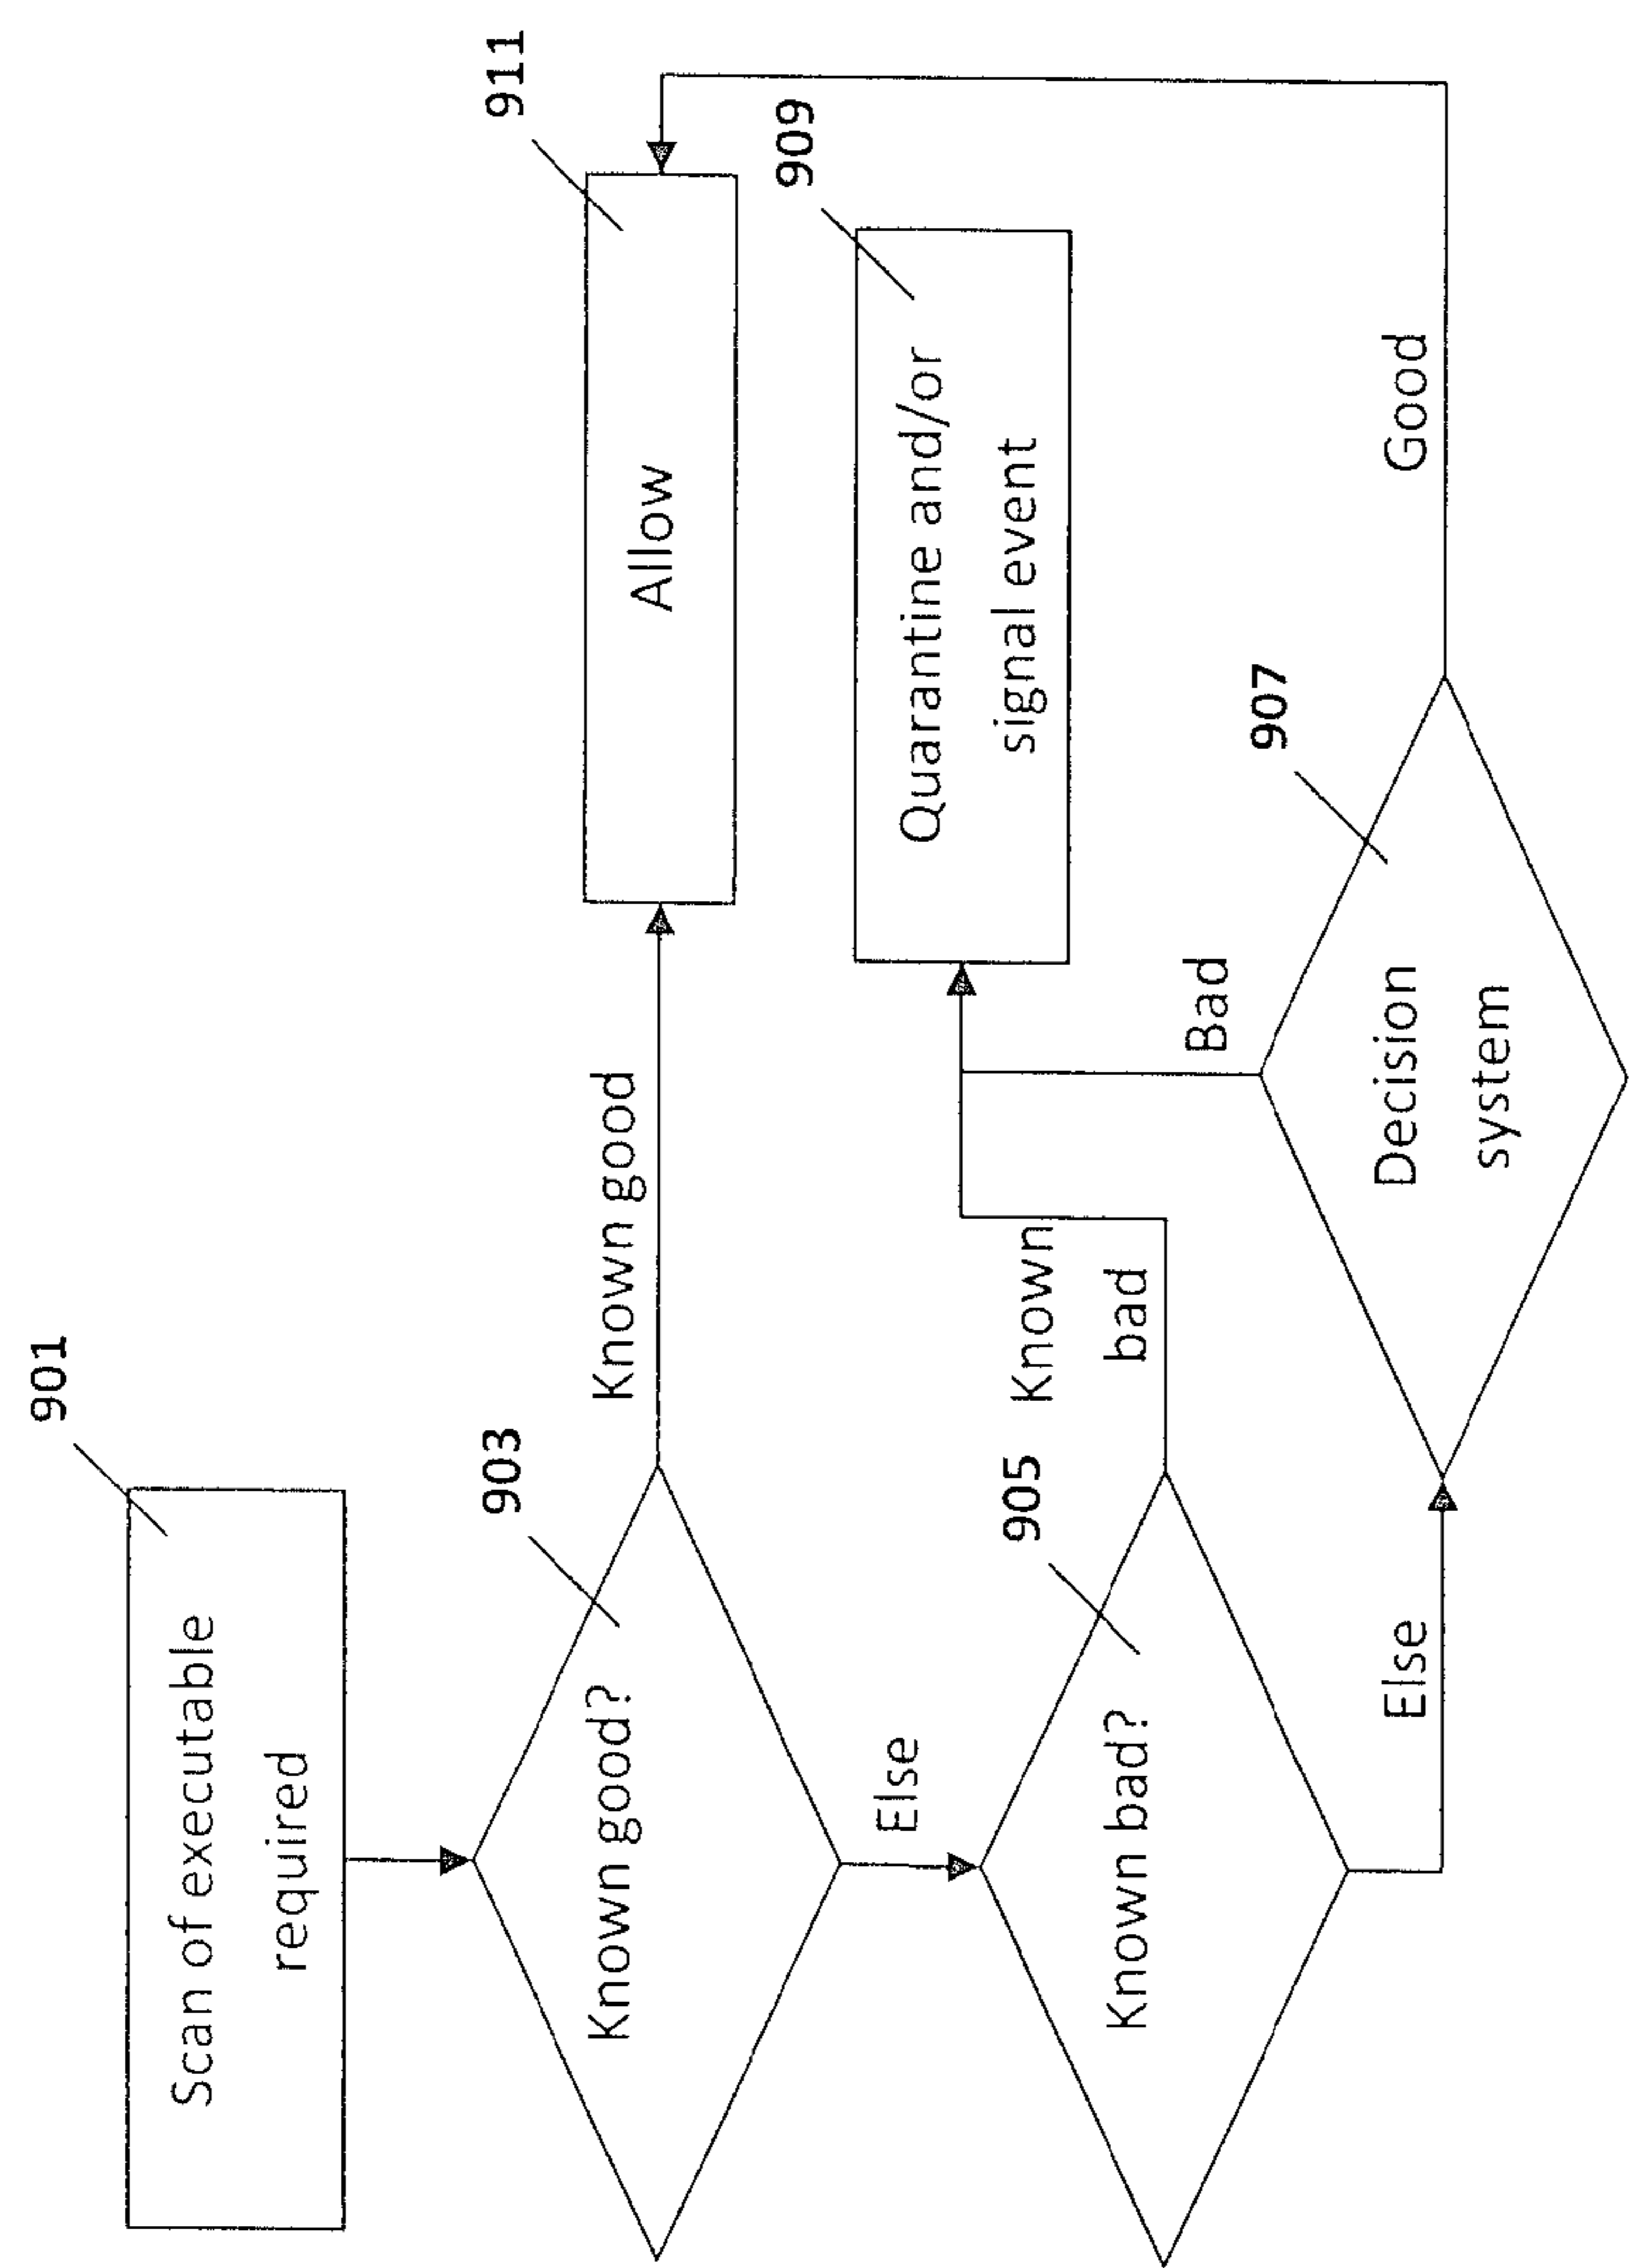 901
Scan of executable
required
903
Known good?
Known good
911
Allow
Else
905
Known bad?
Known
bad
909
Quarantine and/or
signal event
Else
907
Decision
system
Bad
Good